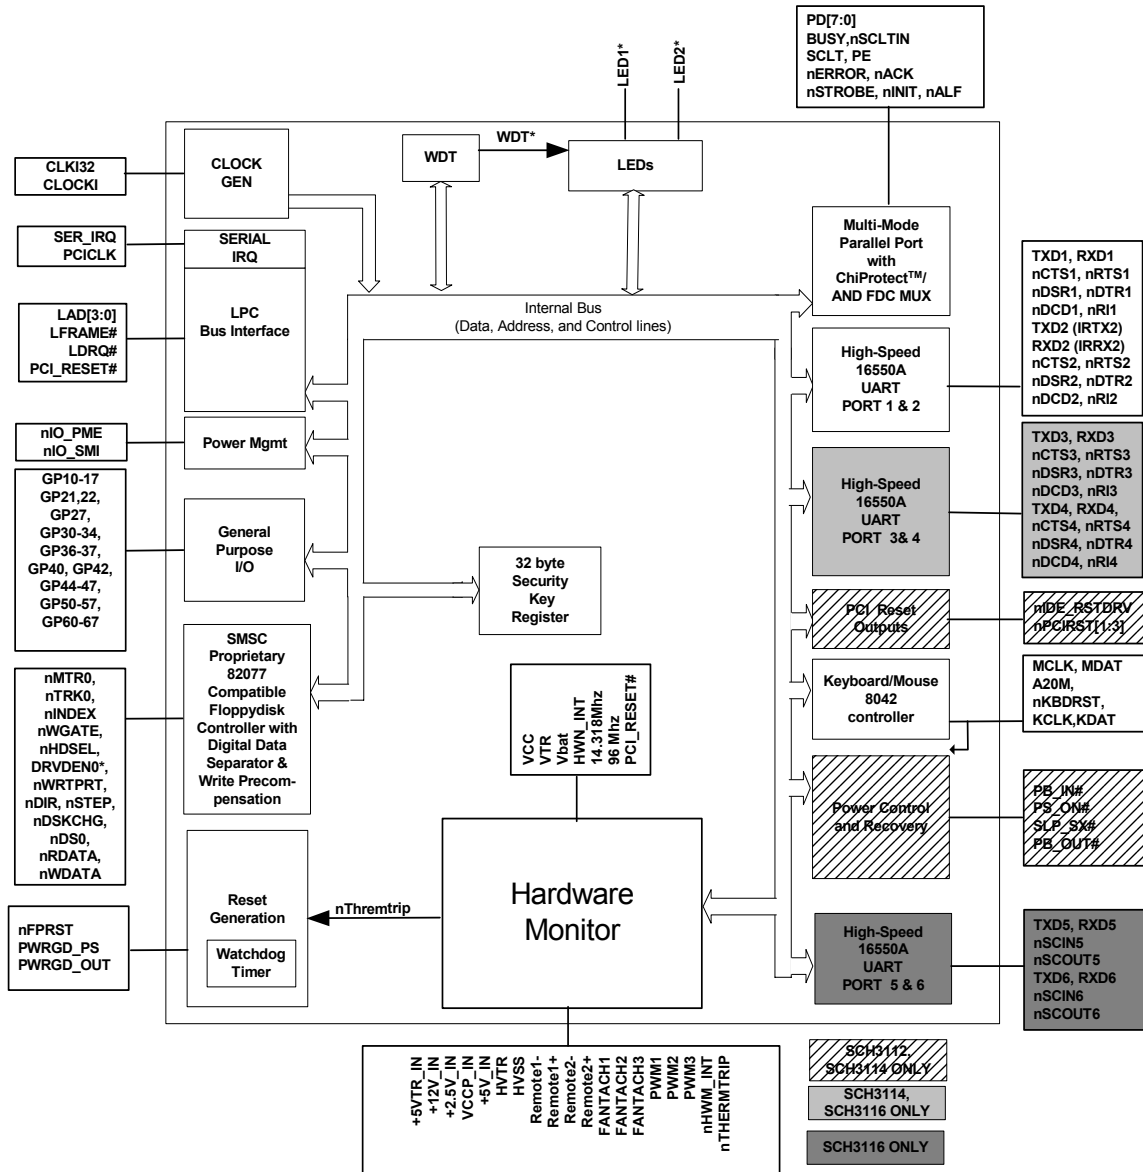 PD[7:0]
BUSY,nSCLTIN
SCLT, PE
nERROR, nACK
nSTROBE, nINIT, nALF
LED1*
LED2*
CLKI32
CLOCKI
CLOCK
GEN
WDT
WDT*
LEDs
SER_IRQ
PCICLK
SERIAL
IRQ
LAD[3:0]
LFRAME#
LDRQ#
PCI_RESET#
LPC
Bus Interface
Internal Bus
(Data, Address, and Control lines)
Multi-Mode
Parallel Port
with
ChiProtect™/
AND FDC MUX
High-Speed
16550A
UART
PORT 1 & 2
TXD1, RXD1
nCTS1, nRTS1
nDSR1, nDTR1
nDCD1, nRI1
TXD2 (IRTX2)
RXD2 (IRRX2)
nCTS2, nRTS2
nDSR2, nDTR2
nDCD2, nRI2
nIO_PME
nIO_SMI
Power Mgmt
High-Speed
16550A
UART
PORT 3& 4
TXD3, RXD3
nCTS3, nRTS3
nDSR3, nDTR3
nDCD3, nRI3
TXD4, RXD4,
nCTS4, nRTS4
nDSR4, nDTR4
nDCD4, nRI4
GP10-17
GP21,22,
GP27,
GP30-34,
GP36-37,
GP40, GP42,
GP44-47,
GP50-57,
GP60-67
General
Purpose
I/O
32 byte
Security
Key
Register
PCI Reset
Outputs
nIDE_RSTDRV
nPCIRST[1:3]
nMTR0,
nTRK0,
nINDEX
nWGATE,
nHDSEL,
DRVDEN0*,
nWRTPRT,
nDIR, nSTEP,
nDSKCHG,
nDS0,
nRDATA,
nWDATA
SMSC
Proprietary
82077
Compatible
Floppydisk
Controller with
Digital Data
Separator &
Write Precom-
pensation
Keyboard/Mouse
8042
controller
MCLK, MDAT
A20M,
nKBDRST,
KCLK,KDAT
VCC
VTR
Vbat
HWN_INT
14.318Mhz
96 Mhz
PCI_RESET#
Power Control
and Recovery
PB_IN#
PS_ON#
SLP_SX#
PB_OUT#
nFPRST
PWRGD_PS
PWRGD_OUT
Reset
Generation
Watchdog
Timer
nThremtrip
Hardware
Monitor
High-Speed
16550A
UART
PORT 5 & 6
TXD5, RXD5
nSCIN5
nSCOUT5
TXD6, RXD6
nSCIN6
nSCOUT6
+5VTR_IN
+12V_IN
+2.5V_IN
VCCP_IN
+5V_IN
HVTR
HVSS
Remote1-
Remote1+
Remote2-
Remote2+
FANTACH1
FANTACH2
FANTACH3
PWM1
PWM2
PWM3
nHWM_INT
nTHERMTRIP
SCH3112,
SCH3114 ONLY
SCH3114,
SCH3116 ONLY
SCH3116 ONLY